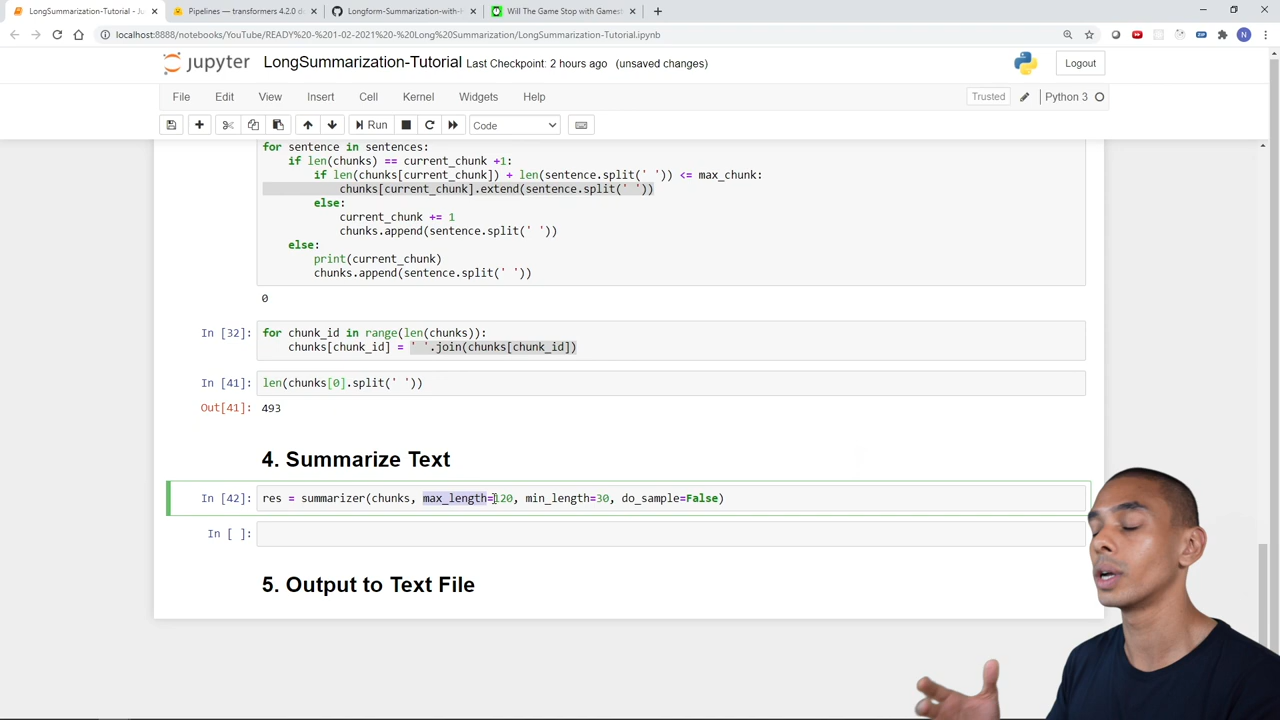 LongSummarization-Tutorial - Ju
Pipelines — transformers 4.2.0 d
Longform-Summarization-with-
Will The Game Stop with Games
localhost:8888/notebooks/YouTube/READY%20-%201-02-2021%20-%20Long%20Summarization/LongSummarization-Tutorial.ipynb
N
jupyter LongSummarization-Tutorial Last Checkpoint: 2 hours ago (unsaved changes)
Logout
File Edit View Insert Cell Kernel Widgets Help
Trusted
Python 3
Run
Code
for sentence in sentences:
if len(chunks) == current_chunk +1:
if len(chunks[current_chunk]) + len(sentence.split(' ')) <= max_chunk:
chunks[current_chunk].extend(sentence.split(' '))
else:
current_chunk += 1
chunks.append(sentence.split(' '))
else:
print(current_chunk)
chunks.append(sentence.split(' '))
0
In [32]: for chunk_id in range(len(chunks)):
chunks[chunk_id] = ' '.join(chunks[chunk_id])
In [41]: len(chunks[0].split(' '))
Out[41]: 493
4. Summarize Text
In [42]: res = summarizer(chunks, max_length=120, min_length=30, do_sample=False)
In [ ]:
5. Output to Text File